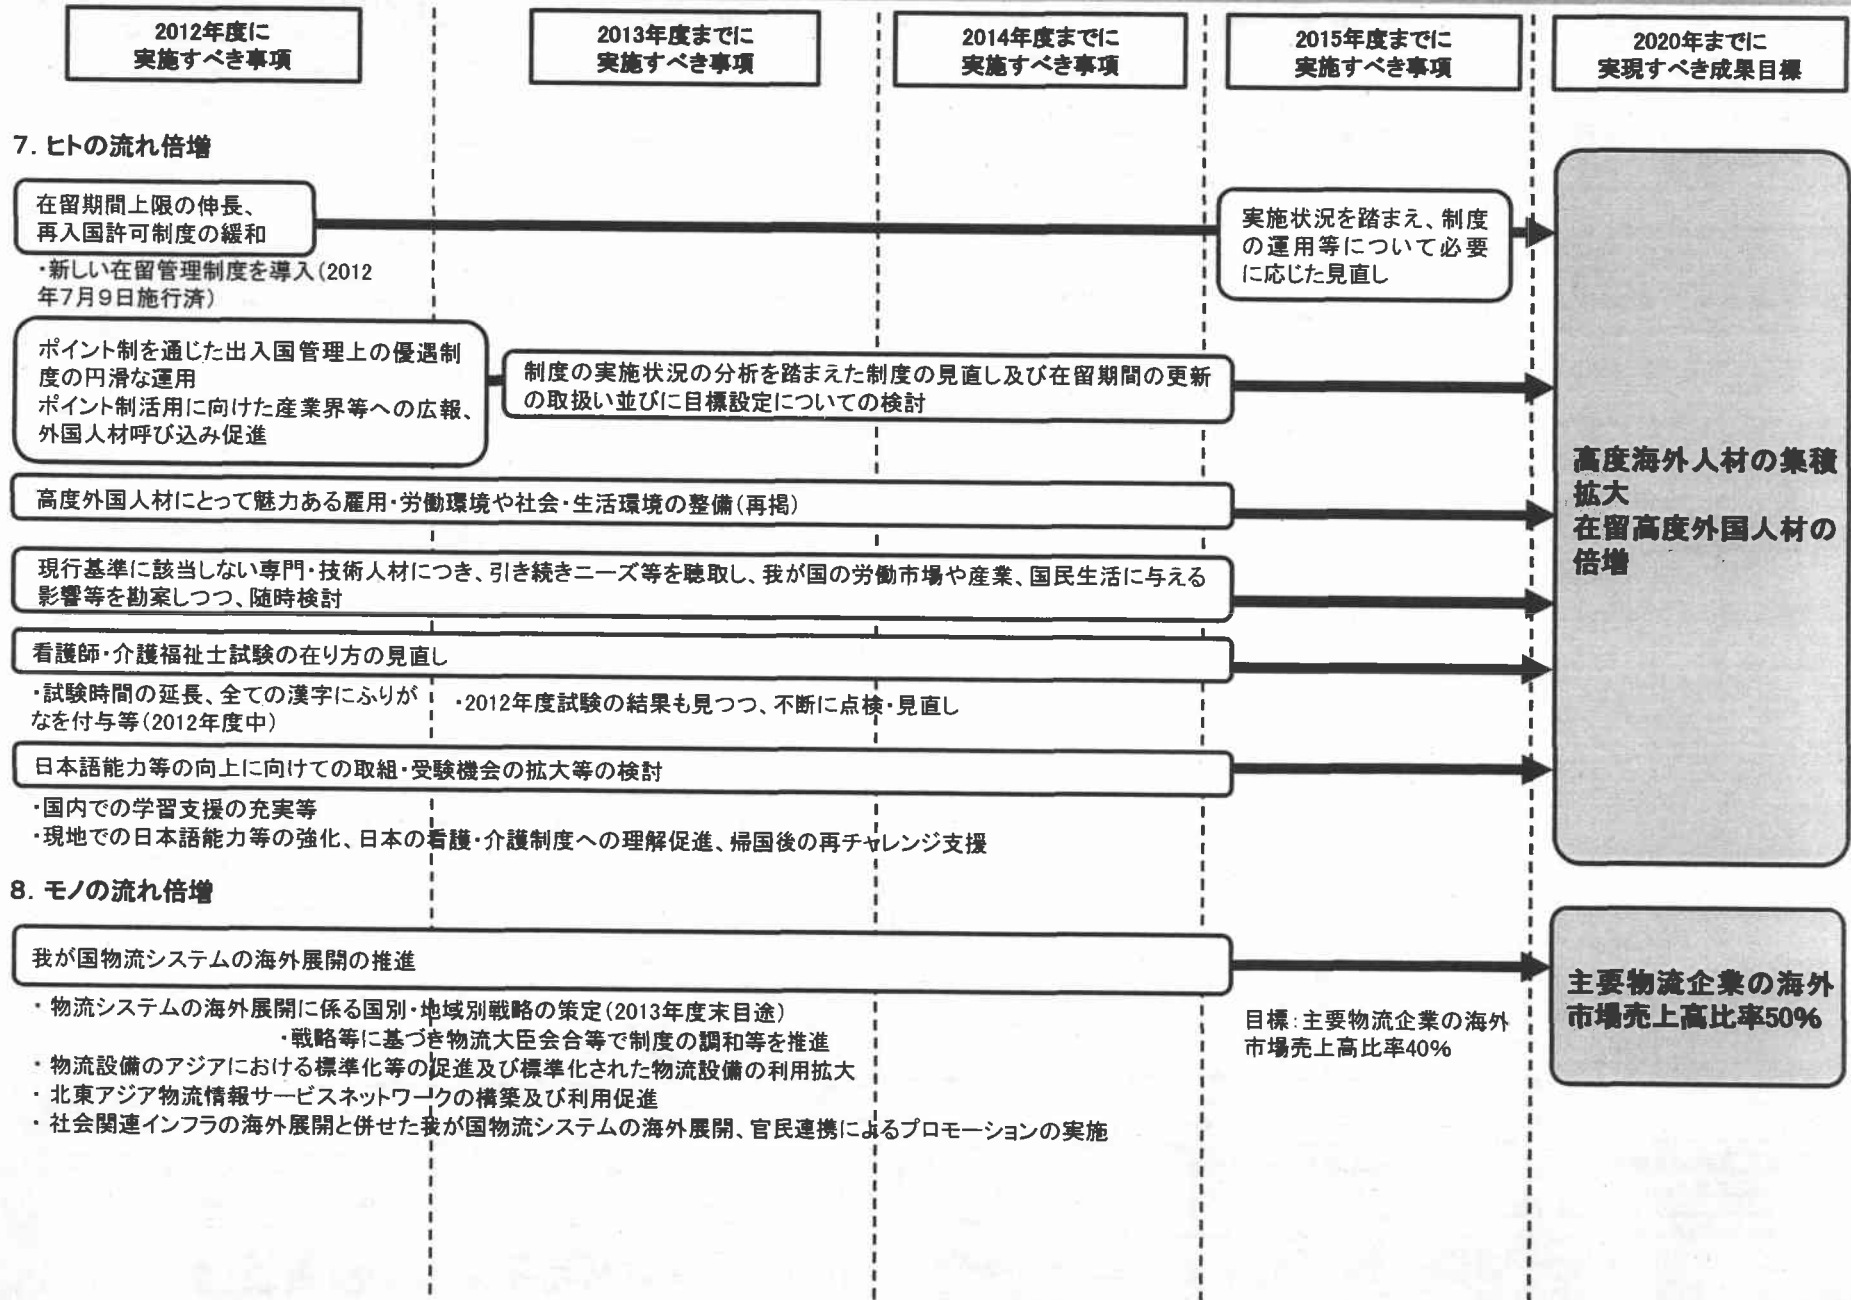 2012年度に
実施すべき事項
2013年度までに
実施すべき事項
2014年度までに
実施すべき事項
2015年度までに
実施すべき事項
2020年までに
実現すべき成果目標
7. ヒトの流れ倍増
在留期間上限の伸長、
再入国許可制度の緩和
・新しい在留管理制度を導入(2012
年7月9日施行済)
実施状況を踏まえ、制度
の運用等について必要
に応じた見直し
ポイント制を通じた出入国管理上の優遇制
度の円滑な運用
ポイント制活用に向けた産業界等への広報、
外国人材呼び込み促進
制度の実施状況の分析を踏まえた制度の見直し及び在留期間の更新
の取扱い並びに目標設定についての検討
高度外国人材にとって魅力ある雇用・労働環境や社会・生活環境の整備(再掲)
現行基準に該当しない専門・技術人材につき、引き続きニーズ等を聴取し、我が国の労働市場や産業、国民生活に与える
影響等を勘案しつつ、随時検討
看護師・介護福祉士試験の在り方の見直し
・試験時間の延長、全ての漢字にふりが
なを付与等(2012年度中)
・2012年度試験の結果も見つつ、不断に点検・見直し
日本語能力等の向上に向けての取組・受験機会の拡大等の検討
・国内での学習支援の充実等
・現地での日本語能力等の強化、日本の看護・介護制度への理解促進、帰国後の再チャレンジ支援
高度海外人材の集積
拡大
在留高度外国人材の
倍増
8. モノの流れ倍増
我が国物流システムの海外展開の推進
・ 物流システムの海外展開に係る国別・地域別戦略の策定(2013年度末目途)
・戦略等に基づき物流大臣会合等で制度の調和等を推進
・ 物流設備のアジアにおける標準化等の促進及び標準化された物流設備の利用拡大
・ 北東アジア物流情報サービスネットワークの構築及び利用促進
・ 社会関連インフラの海外展開と併せた我が国物流システムの海外展開、官民連携によるプロモーションの実施
目標:主要物流企業の海外
市場売上高比率40%
主要物流企業の海外
市場売上高比率50%